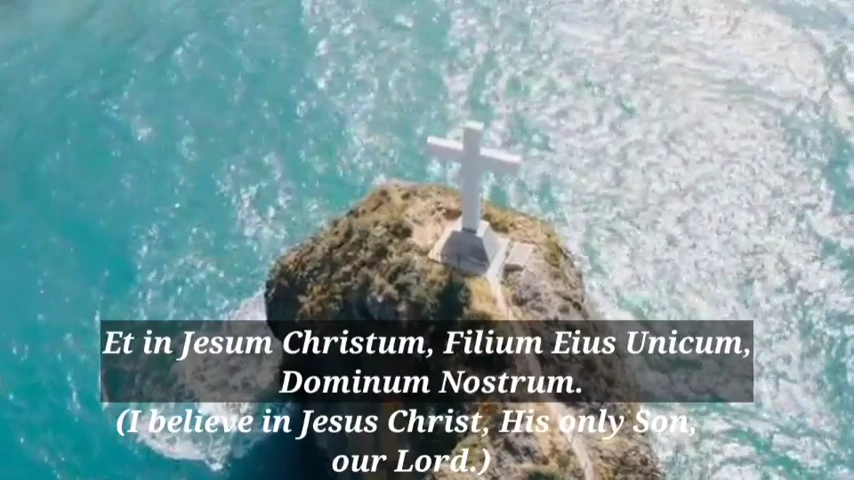 Et in Jesum Christum, Filium Eius Unicum,
Dominum Nostrum.
(I believe in Jesus Christ, His only Son,
our Lord.)